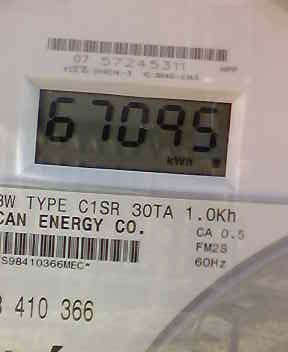 07 57245311
67095
kWh
3W TYPE C1SR 30TA 1.0Kh
CAN ENERGY CO.
CA 0.5
FM2S
60Hz
*S98410366MEC*
410 366